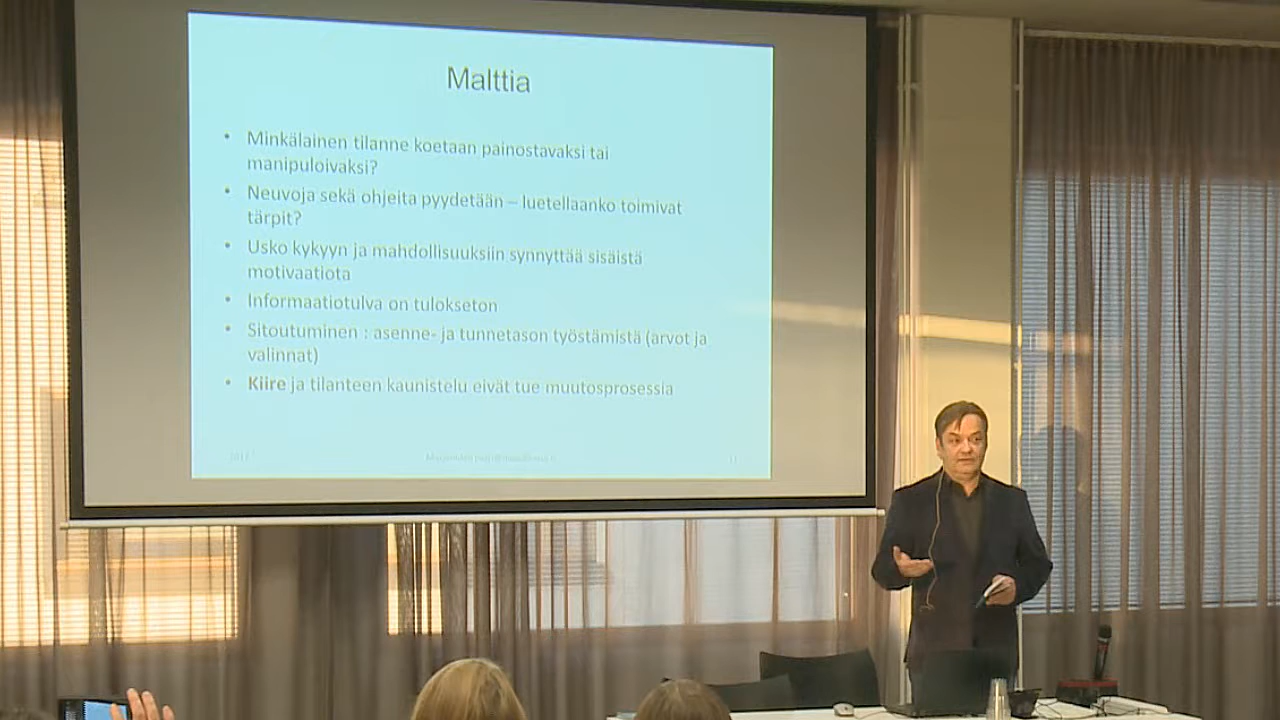 Malttia
• Minkälainen tilanne koetaan painostavaksi tai
manipuloivaksi?
• Neuvoja sekä ohjeita pyydetään – luetellaanko toimivat
tärpit?
• Usko kykyyn ja mahdollisuuksiin synnyttää sisäistä
motivaatiota
• Informaatiotulva on tulokseton
• Sitoutuminen : asenne- ja tunnetason työstämistä (arvot ja
valinnat)
• Kiire ja tilanteen kaunistelu eivät tue muutosprosessia